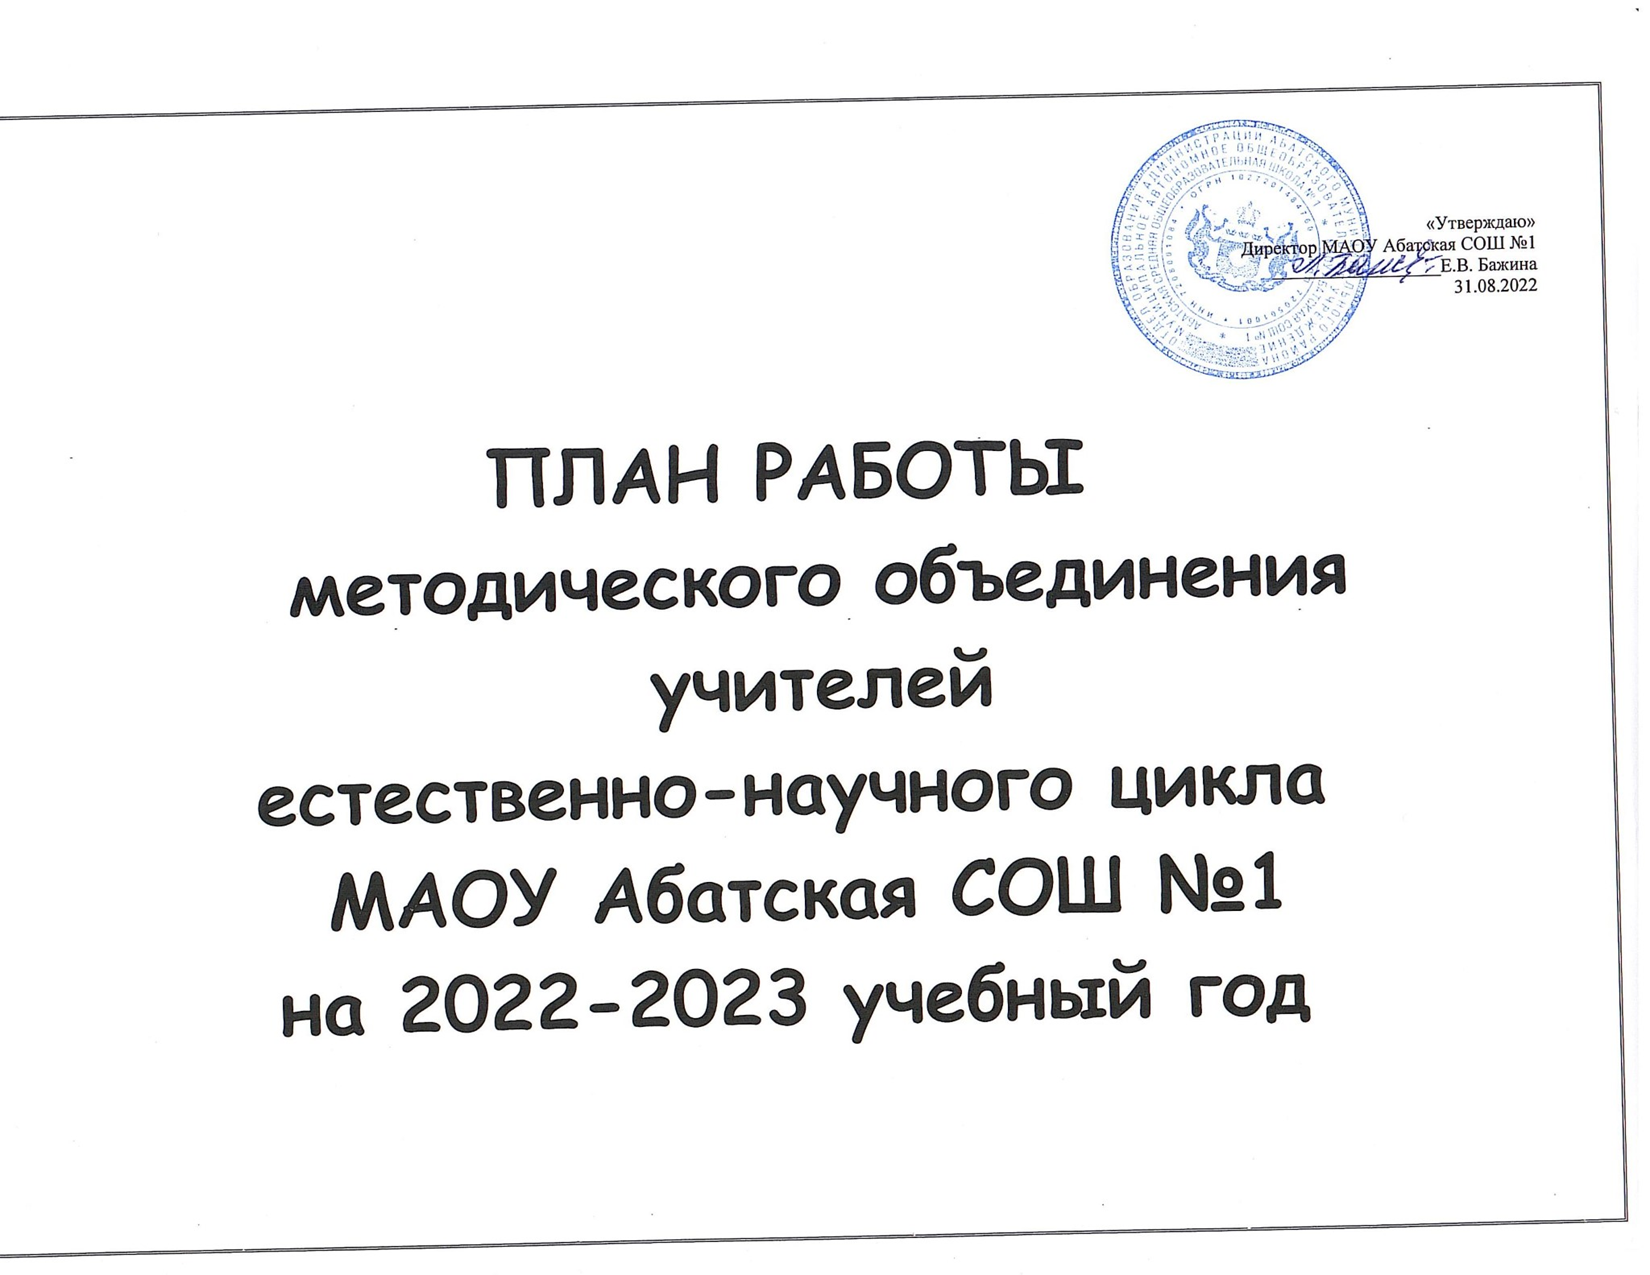 «Утверждаю»
Директор МАОУ Абатская СОШ №1
Е.В. Бажина
31.08.2022
ПЛАН РАБОТЫ
методического объединения
учителей
естественно-научного цикла
МАОУ Абатская СОШ №1
на 2022-2023 учебный год